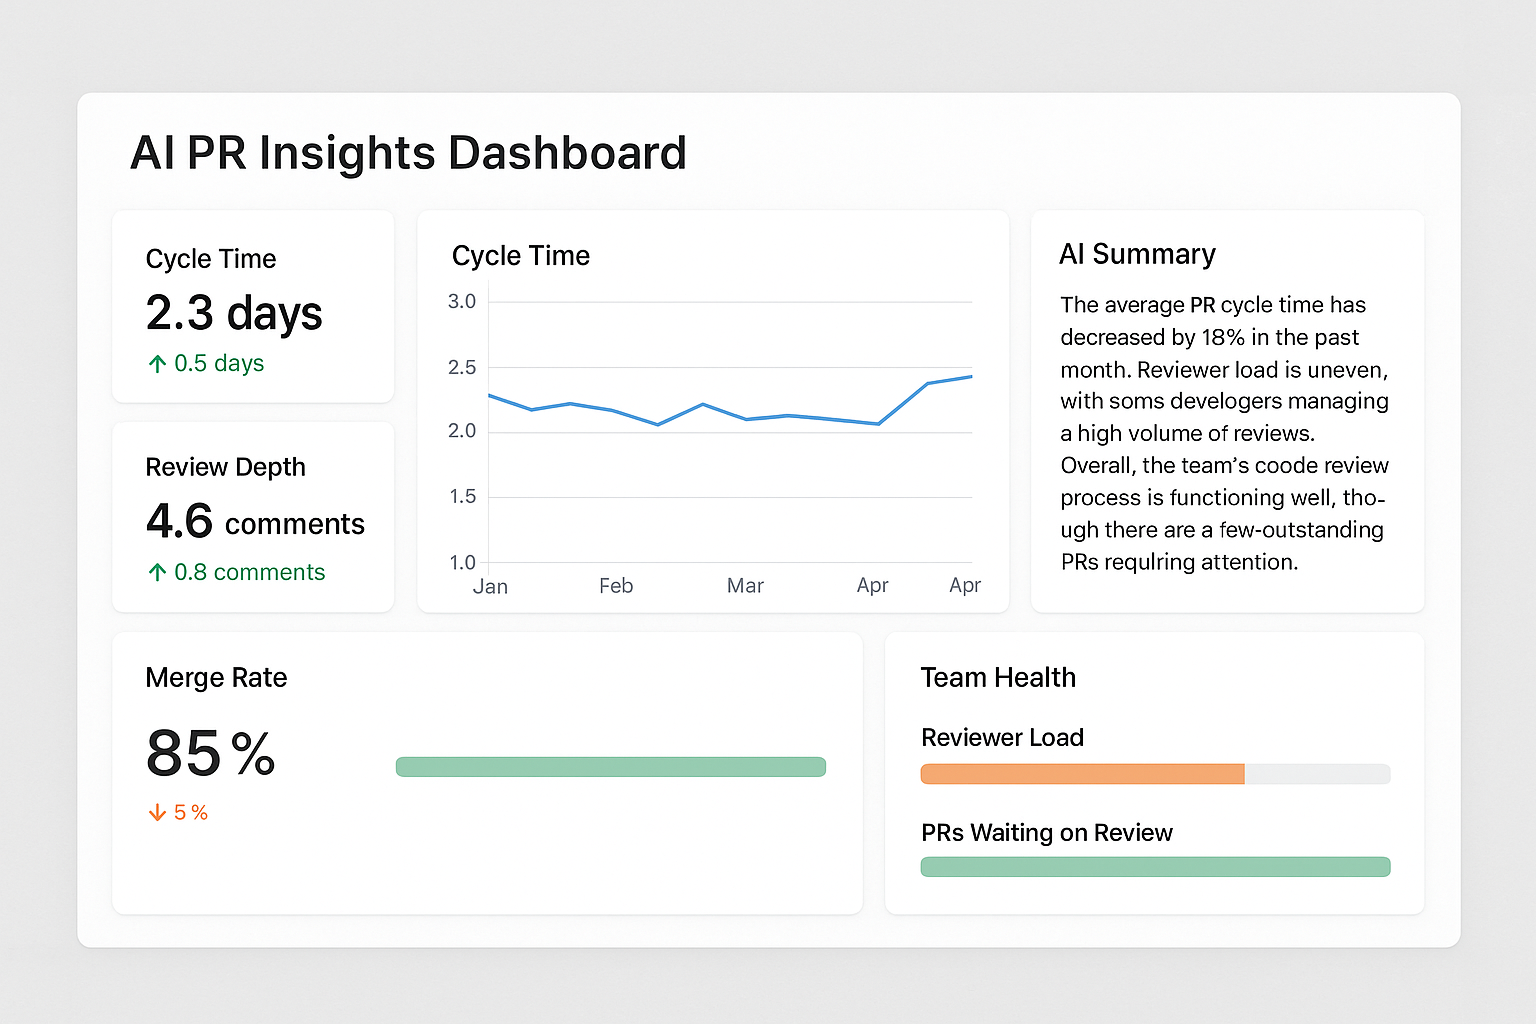 AI PR Insights Dashboard
Cycle Time
2.3 days
↑ 0.5 days
Review Depth
4.6 comments
↑ 0.8 comments
Cycle Time
3.0
2.5
2.0
1.5
1.0
Jan Feb Mar Apr Apr
AI Summary
The average PR cycle time has
decreased by 18% in the past
month. Reviewer load is uneven,
with soms develogers managing
a high volume of reviews.
Overall, the team’s coode review
process is functioning well, tho-
ugh there are a few-outstanding
PRs requlring attention.
Merge Rate
85 %
↓ 5 %
Team Health
Reviewer Load
PRs Waiting on Review